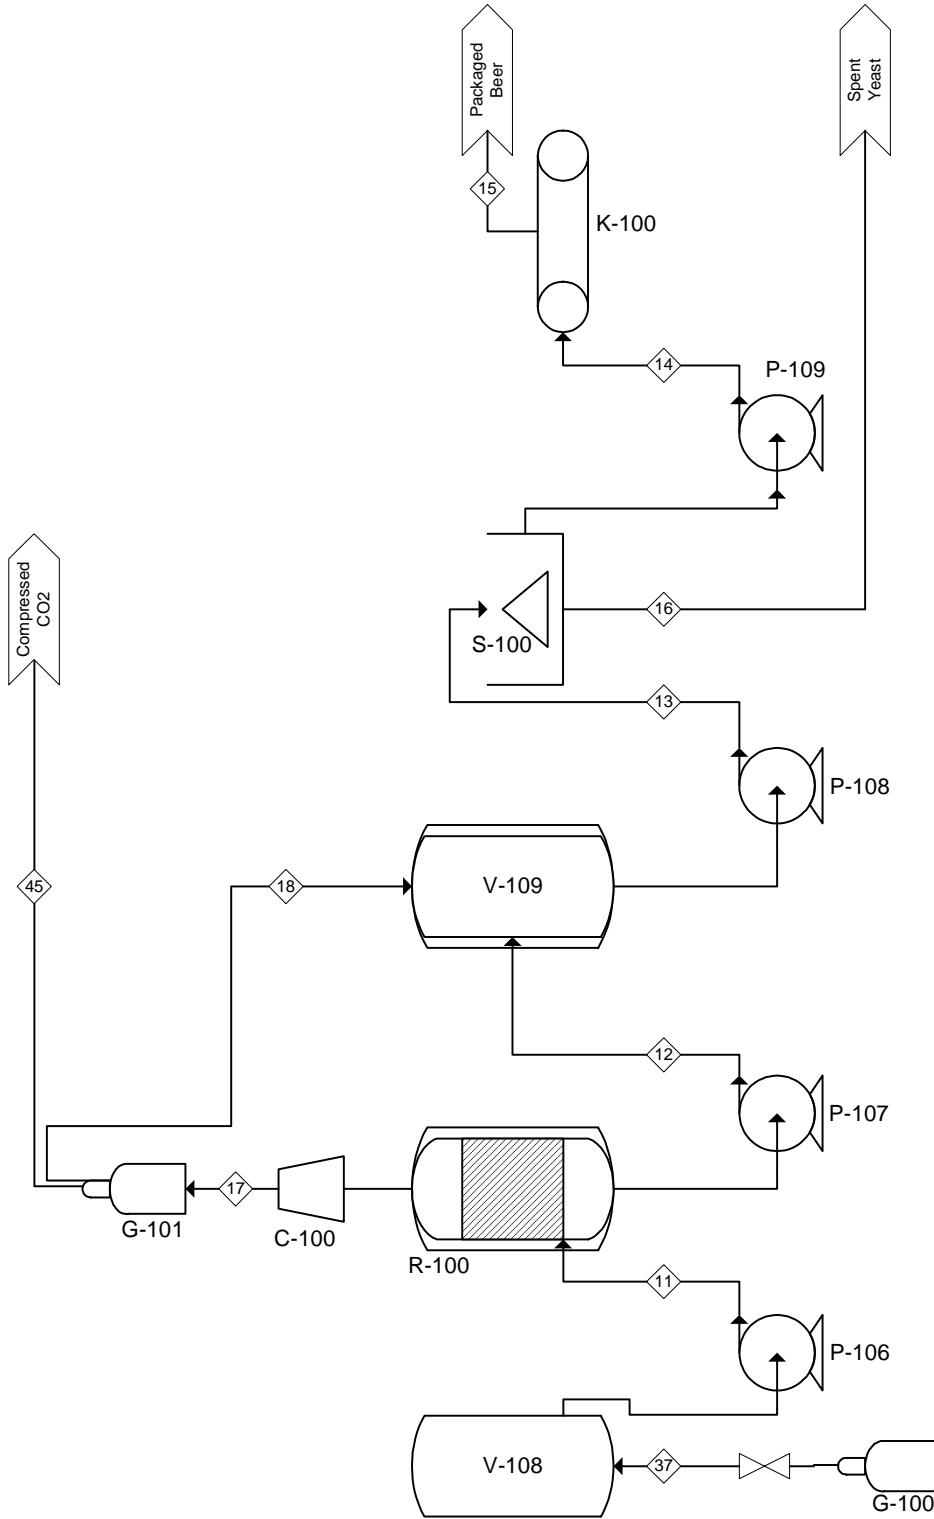 Packaged
Beer
Spent
Yeast
15
K-100
14
P-109
Compressed
CO2
16
S-100
13
P-108
45
18
V-109
12
P-107
17
G-101
C-100
R-100
11
P-106
V-108
37
G-100